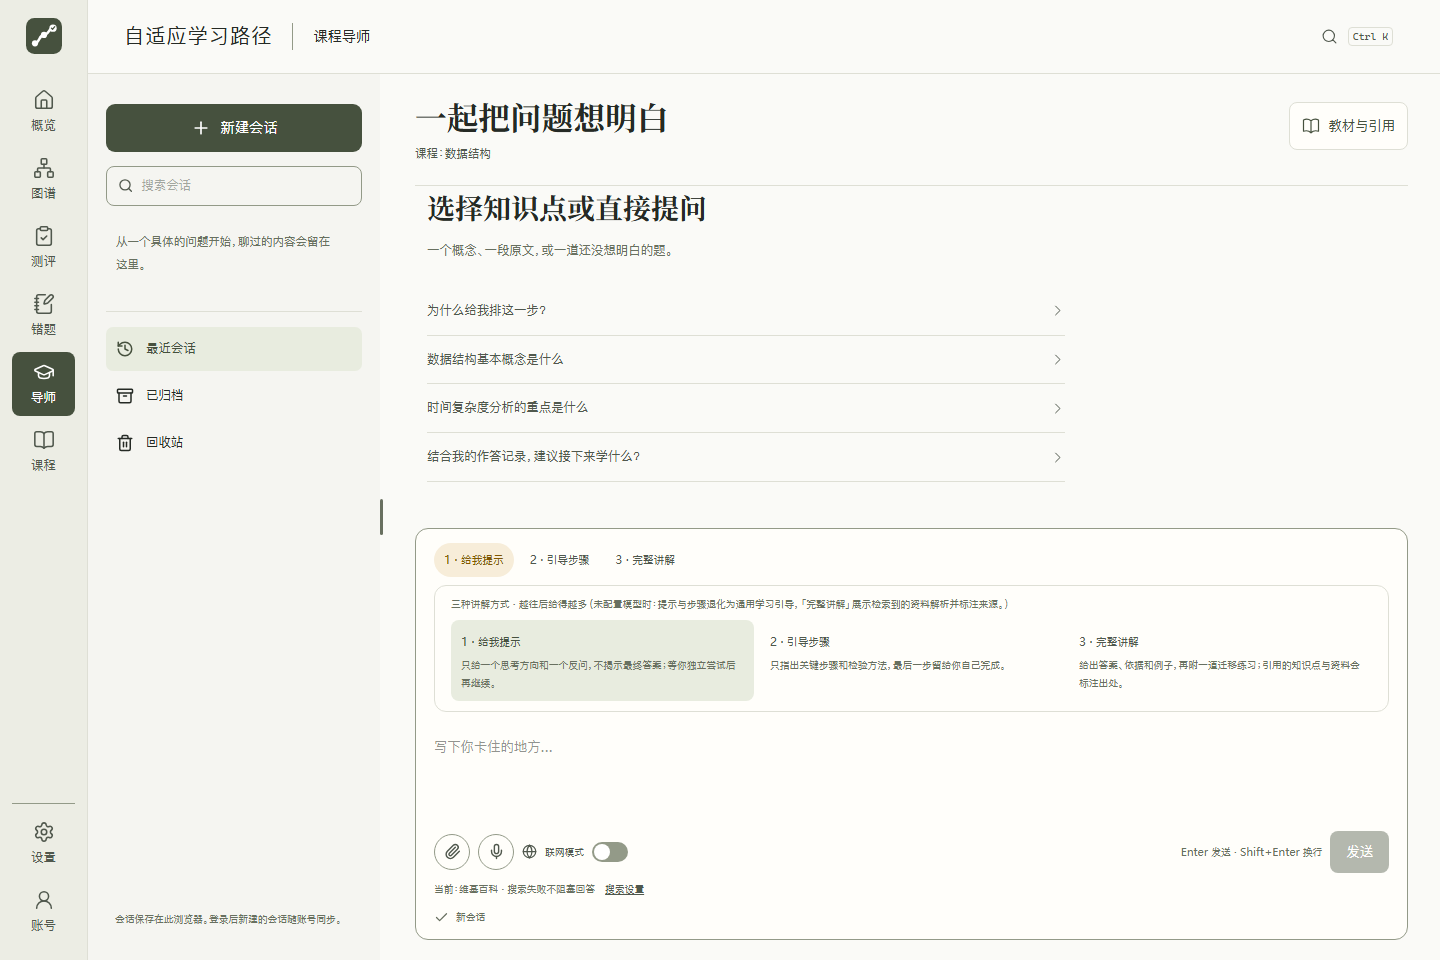 自适应学习路径
课程导师
Ctrl K
概览
图谱
测评
错题
导师
课程
设置
账号
新建会话
搜索会话
从一个具体的问题开始，聊过的内容会留在
这里。
最近会话
已归档
回收站
会话保存在此浏览器。登录后新建的会话随账号同步。
一起把问题想明白
课程：数据结构
教材与引用
选择知识点或直接提问
一个概念、一段原文，或一道还没想明白的题。
为什么给我排这一步？
数据结构基本概念是什么
时间复杂度分析的重点是什么
结合我的作答记录，建议接下来学什么？
1 · 给我提示
2 · 引导步骤
3 · 完整讲解
三种讲解方式 · 越往后给得越多（未配置模型时：提示与步骤退化为通用学习引导，「完整讲解」展示检索到的资料解析并标注来源。）
1 · 给我提示
只给一个思考方向和一个反问，不揭示最终答案；等你独立尝试后
再继续。
2 · 引导步骤
只指出关键步骤和检验方法，最后一步留给你自己完成。
3 · 完整讲解
给出答案、依据和例子，再附一道迁移练习；引用的知识点与资料会
标注出处。
写下你卡住的地方...
联网模式
Enter 发送 · Shift+Enter 换行
发送
当前：维基百科 · 搜索失败不阻塞回答
搜索设置
新会话